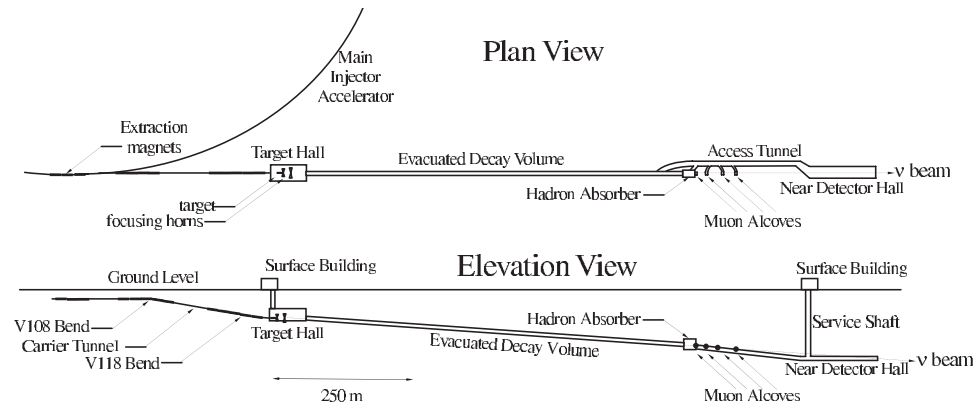 Plan View
Main
Injector
Accelerator
Extraction
magnets
Target Hall
Evacuated Decay Volume
Access Tunnel
ν beam
Hadron Absorber
Near Detector Hall
target
focusing horns
Muon Alcoves
Elevation View
Ground Level
Surface Building
Surface Building
V108 Bend
Carrier Tunnel
V118 Bend
Target Hall
Hadron Absorber
Evacuated Decay Volume
Service Shaft
Near Detector Hall
ν beam
250 m
Muon Alcoves